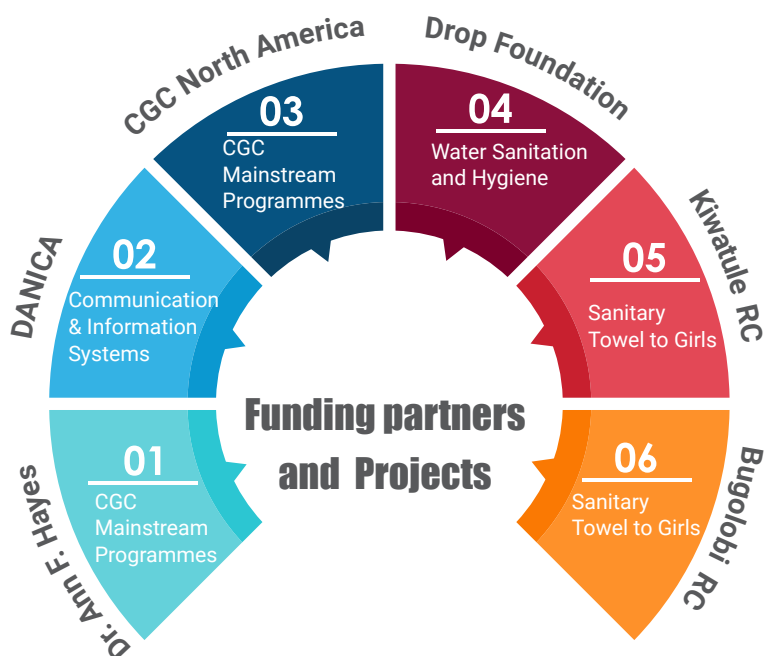 Funding partners
and Projects
Dr. Ann F. Hayes
01
CGC
Mainstream
Programmes
DANICA
02
Communication
& Information
Systems
CGC North America
03
CGC
Mainstream
Programmes
Drop Foundation
04
Water Sanitation
and Hygiene
Kiwatule RC
05
Sanitary
Towel to Girls
Bugolobi RC
06
Sanitary
Towel to Girls